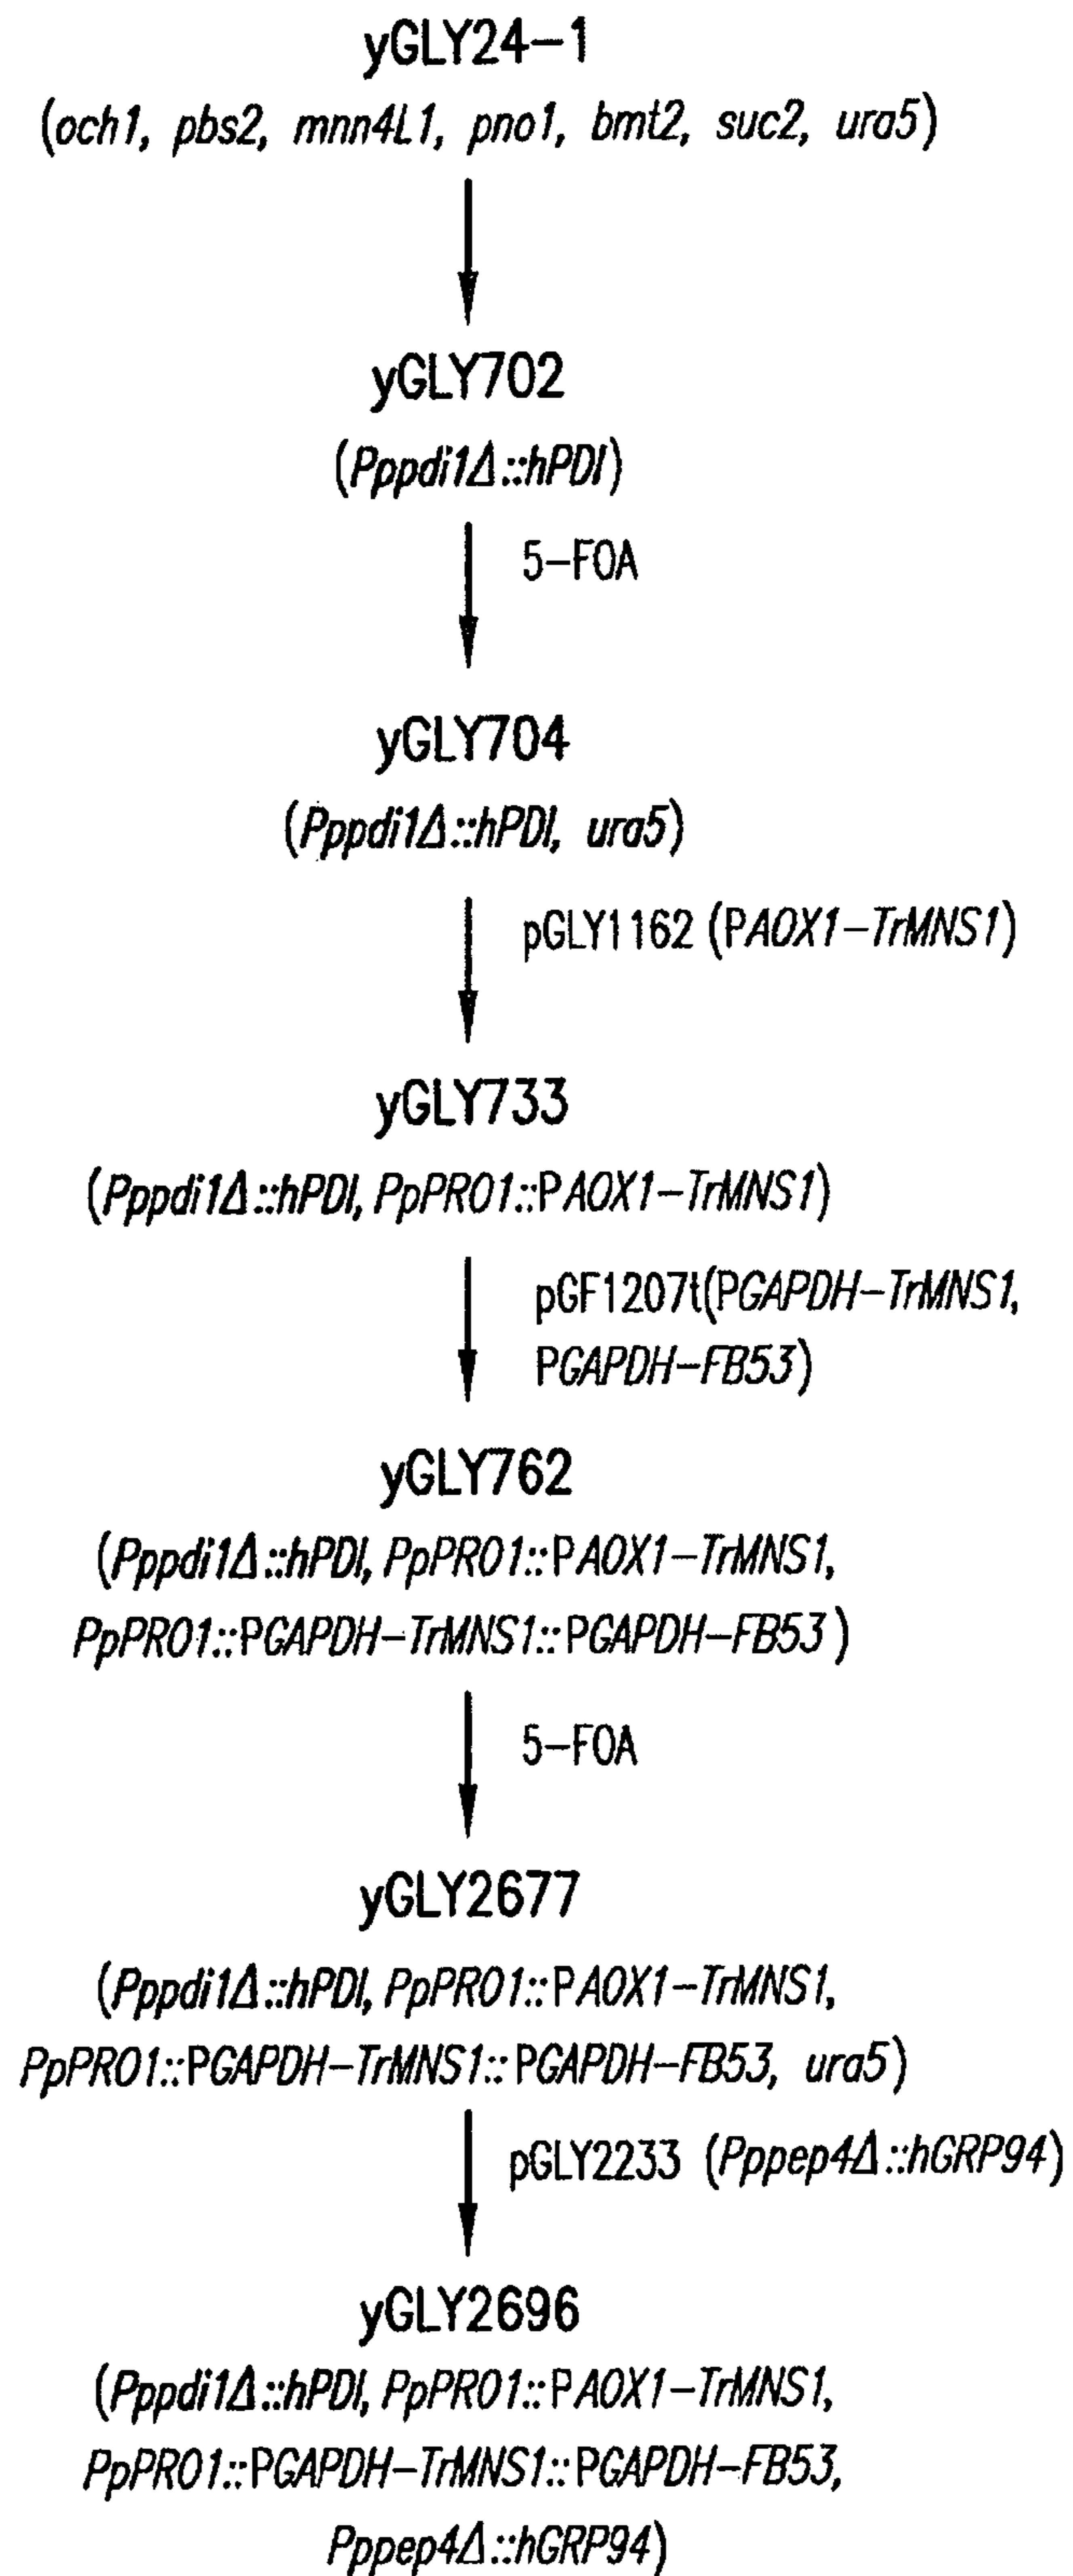 yGLY24-1
(och1, pbs2, mnn4L1, pno1, bmt2, suc2, ura5)
yGLY702
(Pppdi1Δ::hPDI)
5-FOA
yGLY704
(Pppdi1Δ::hPDI, ura5)
pGLY1162 (PAOX1-TrMNS1)
yGLY733
(Pppdi1Δ::hPDI, PpPRO1::PAOX1-TrMNS1)
pGF1207t(PGAPDH-TrMNS1,
PGAPDH-FB53)
yGLY762
(Pppdi1Δ::hPDI, PpPRO1::PAOX1-TrMNS1,
PpPRO1::PGAPDH-TrMNS1::PGAPDH-FB53)
5-FOA
yGLY2677
(Pppdi1Δ::hPDI, PpPRO1::PAOX1-TrMNS1,
PpPRO1::PGAPDH-TrMNS1::PGAPDH-FB53, ura5)
pGLY2233 (Pppep4Δ::hGRP94)
yGLY2696
(Pppdi1Δ::hPDI, PpPRO1::PAOX1-TrMNS1,
PpPRO1::PGAPDH-TrMNS1::PGAPDH-FB53,
Pppep4Δ::hGRP94)